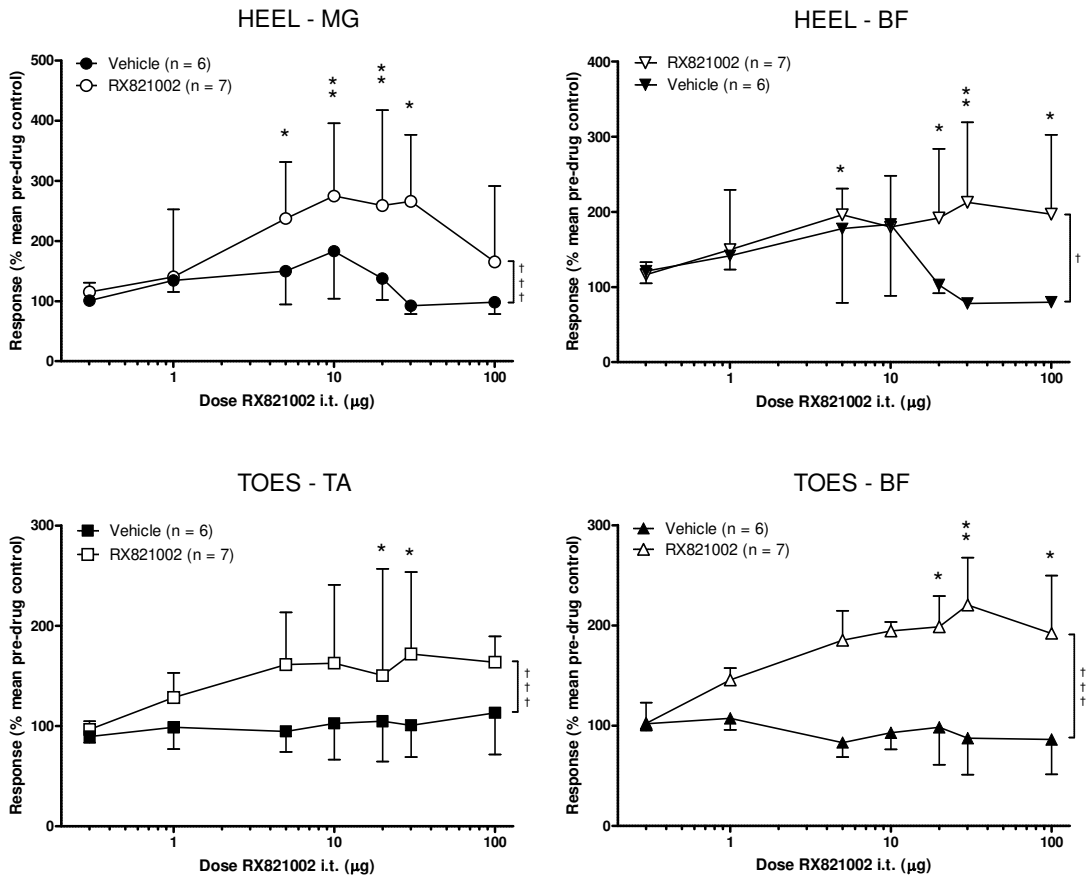 HEEL - MG
Vehicle (n = 6)
RX821002 (n = 7)
Response (% mean pre-drug control)
500
400
300
200
100
0
*
* *
* *
*
† † †
1
10
100
Dose RX821002 i.t. (µg)
HEEL - BF
RX821002 (n = 7)
Vehicle (n = 6)
Response (% mean pre-drug control)
400
300
200
100
0
*
*
* *
*
†
1
10
100
Dose RX821002 i.t. (µg)
TOES - TA
Vehicle (n = 6)
RX821002 (n = 7)
Response (% mean pre-drug control)
300
200
100
0
*
*
† † †
1
10
100
Dose RX821002 i.t. (µg)
TOES - BF
Vehicle (n = 6)
RX821002 (n = 7)
Response (% mean pre-drug control)
300
200
100
0
*
* *
*
† † †
1
10
100
Dose RX821002 i.t. (µg)